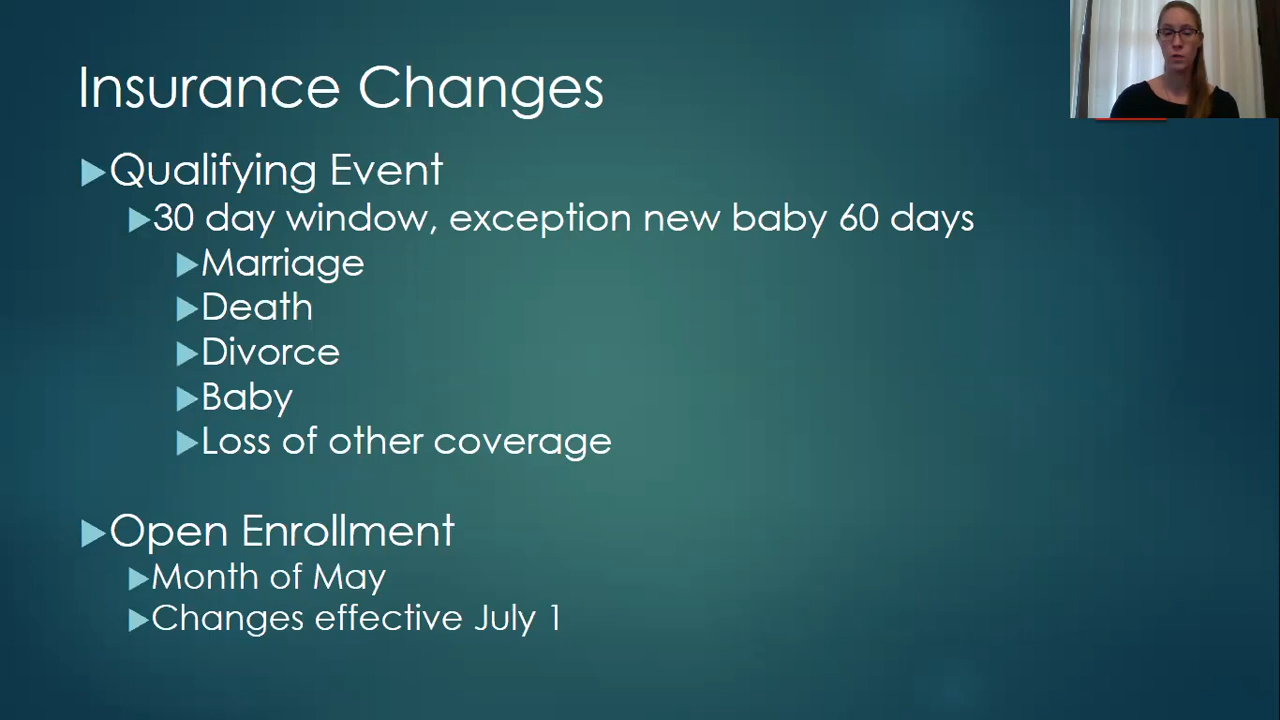 Insurance Changes
Qualifying Event
30 day window, exception new baby 60 days
Marriage
Death
Divorce
Baby
Loss of other coverage
Open Enrollment
Month of May
Changes effective July 1